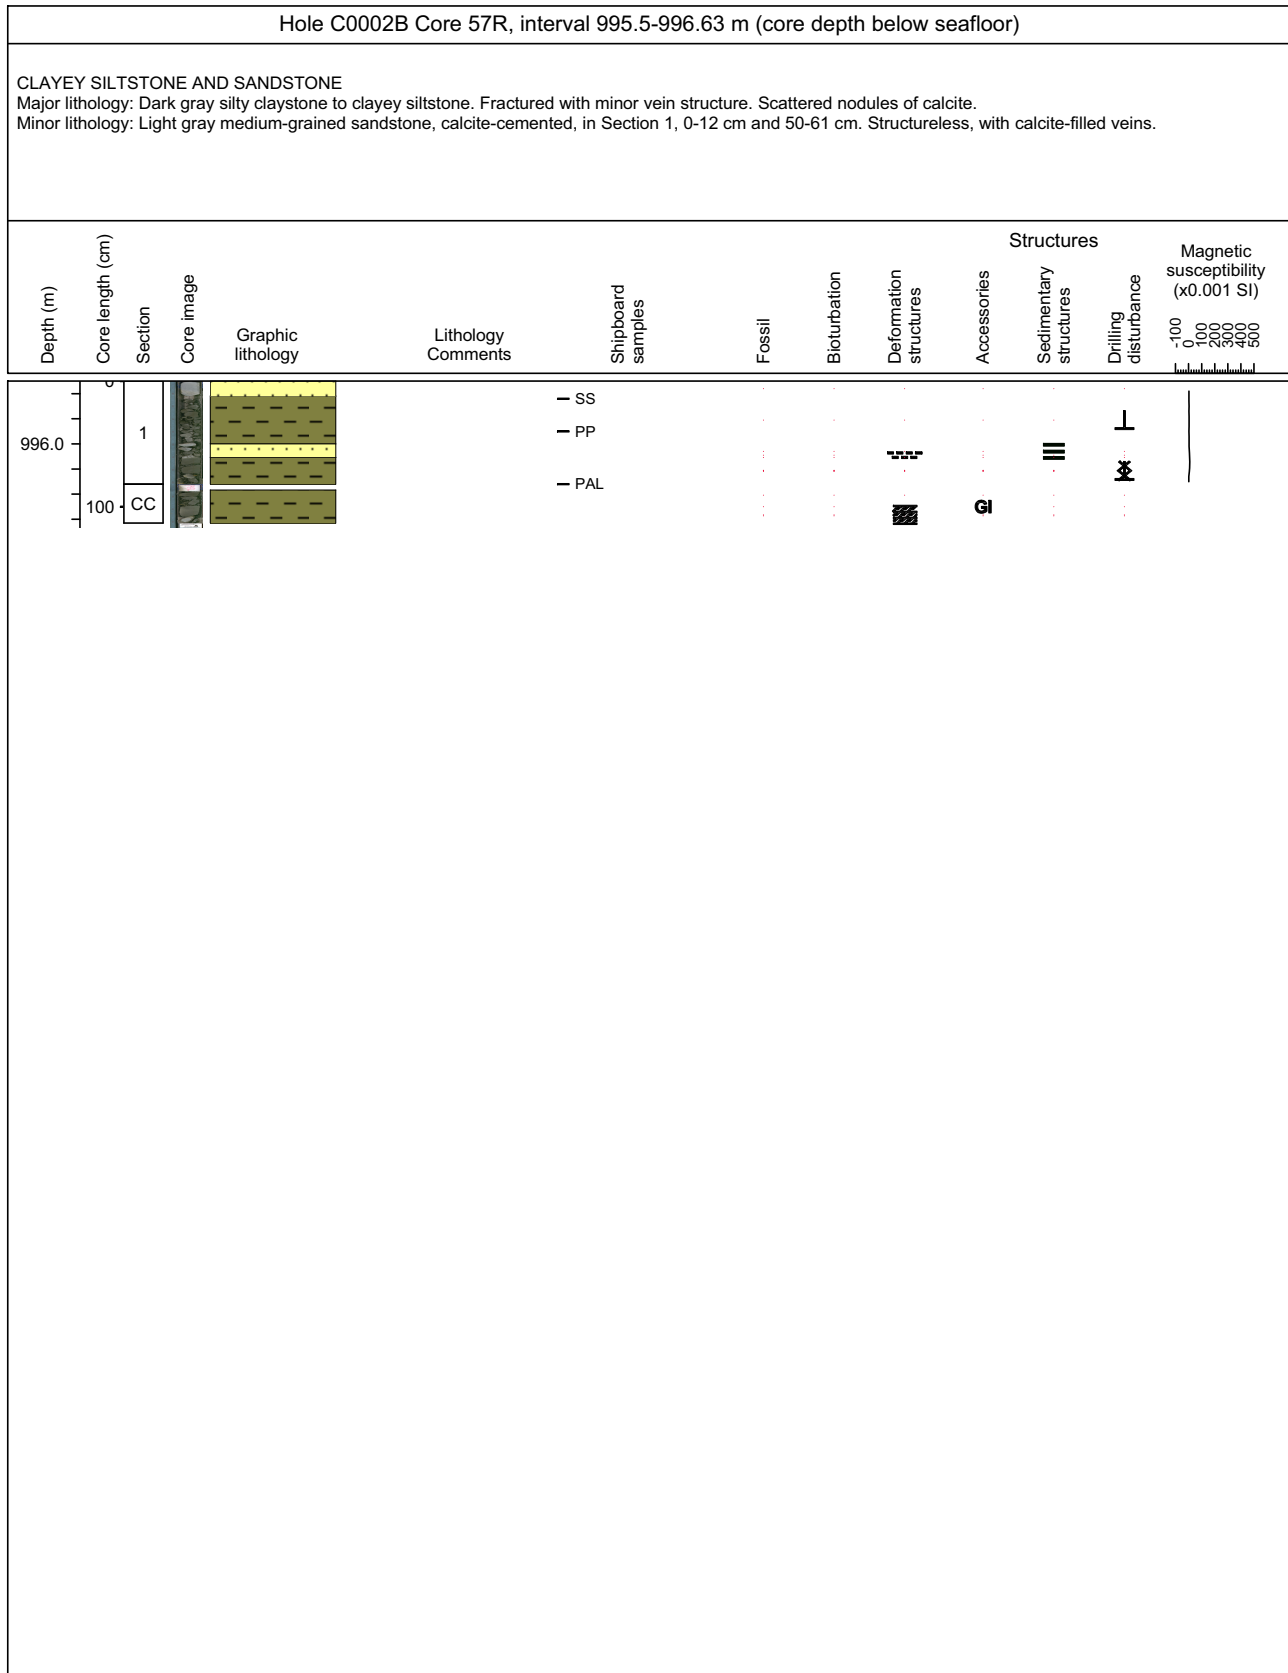 Hole C0002B Core 57R, interval 995.5-996.63 m (core depth below seafloor)
CLAYEY SILTSTONE AND SANDSTONE
Major lithology: Dark gray silty claystone to clayey siltstone. Fractured with minor vein structure. Scattered nodules of calcite.
Minor lithology: Light gray medium-grained sandstone, calcite-cemented, in Section 1, 0-12 cm and 50-61 cm. Structureless, with calcite-filled veins.
Depth (m)
Core length (cm)
Section
Core image
Graphic
lithology
Lithology
Comments
Shipboard
samples
Fossil
Bioturbation
Structures
Deformation
structures
Accessories
Sedimentary
structures
Drilling
disturbance
Magnetic
susceptibility
(x0.001 SI)
-100
0
100
200
300
400
500
0
SS
PP
996.0
1
PAL
100
CC
GI